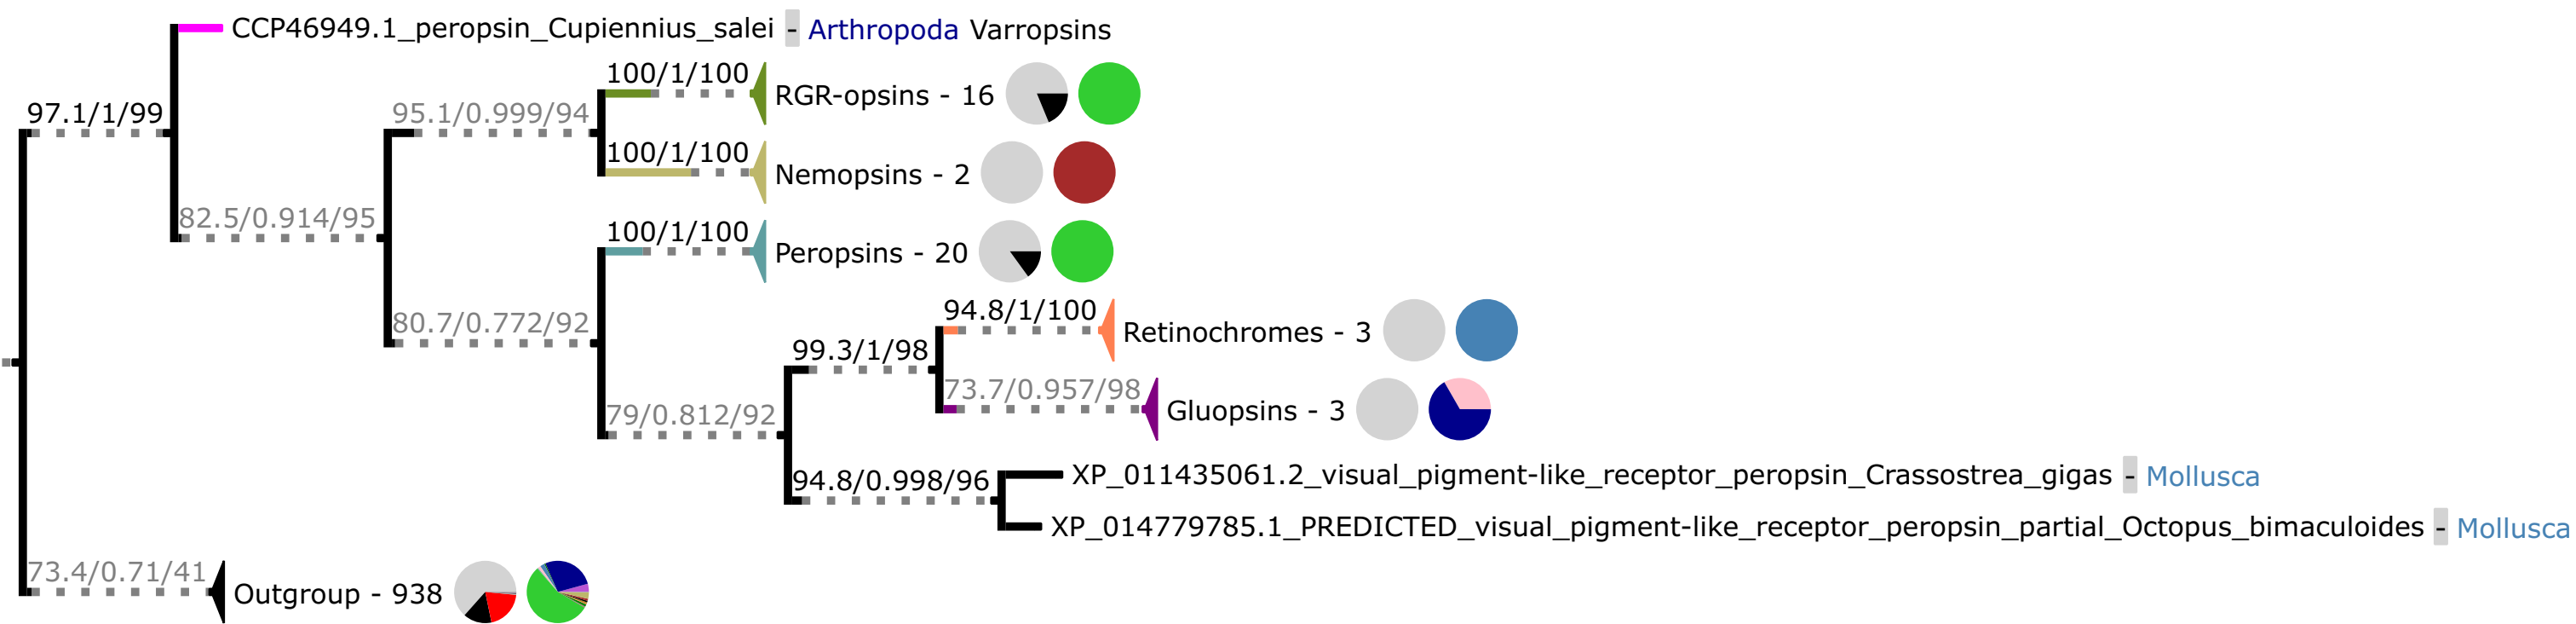 CCP46949.1_peropsin_Cupiennius_salei - Arthropoda Varropsins
100/1/100
RGR-opsins - 16
97.1/1/99
95.1/0.999/94
100/1/100
Nemopsins - 2
82.5/0.914/95
100/1/100
Peropsins - 20
94.8/1/100
Retinochromes - 3
80.7/0.772/92
99.3/1/98
73.7/0.957/98
Gluopsins - 3
79/0.812/92
94.8/0.998/96
XP_011435061.2_visual_pigment-like_receptor_peropsin_Crassostrea_gigas - Mollusca
XP_014779785.1_PREDICTED_visual_pigment-like_receptor_peropsin_partial_Octopus_bimaculoides - Mollusca
73.4/0.71/41
Outgroup - 938